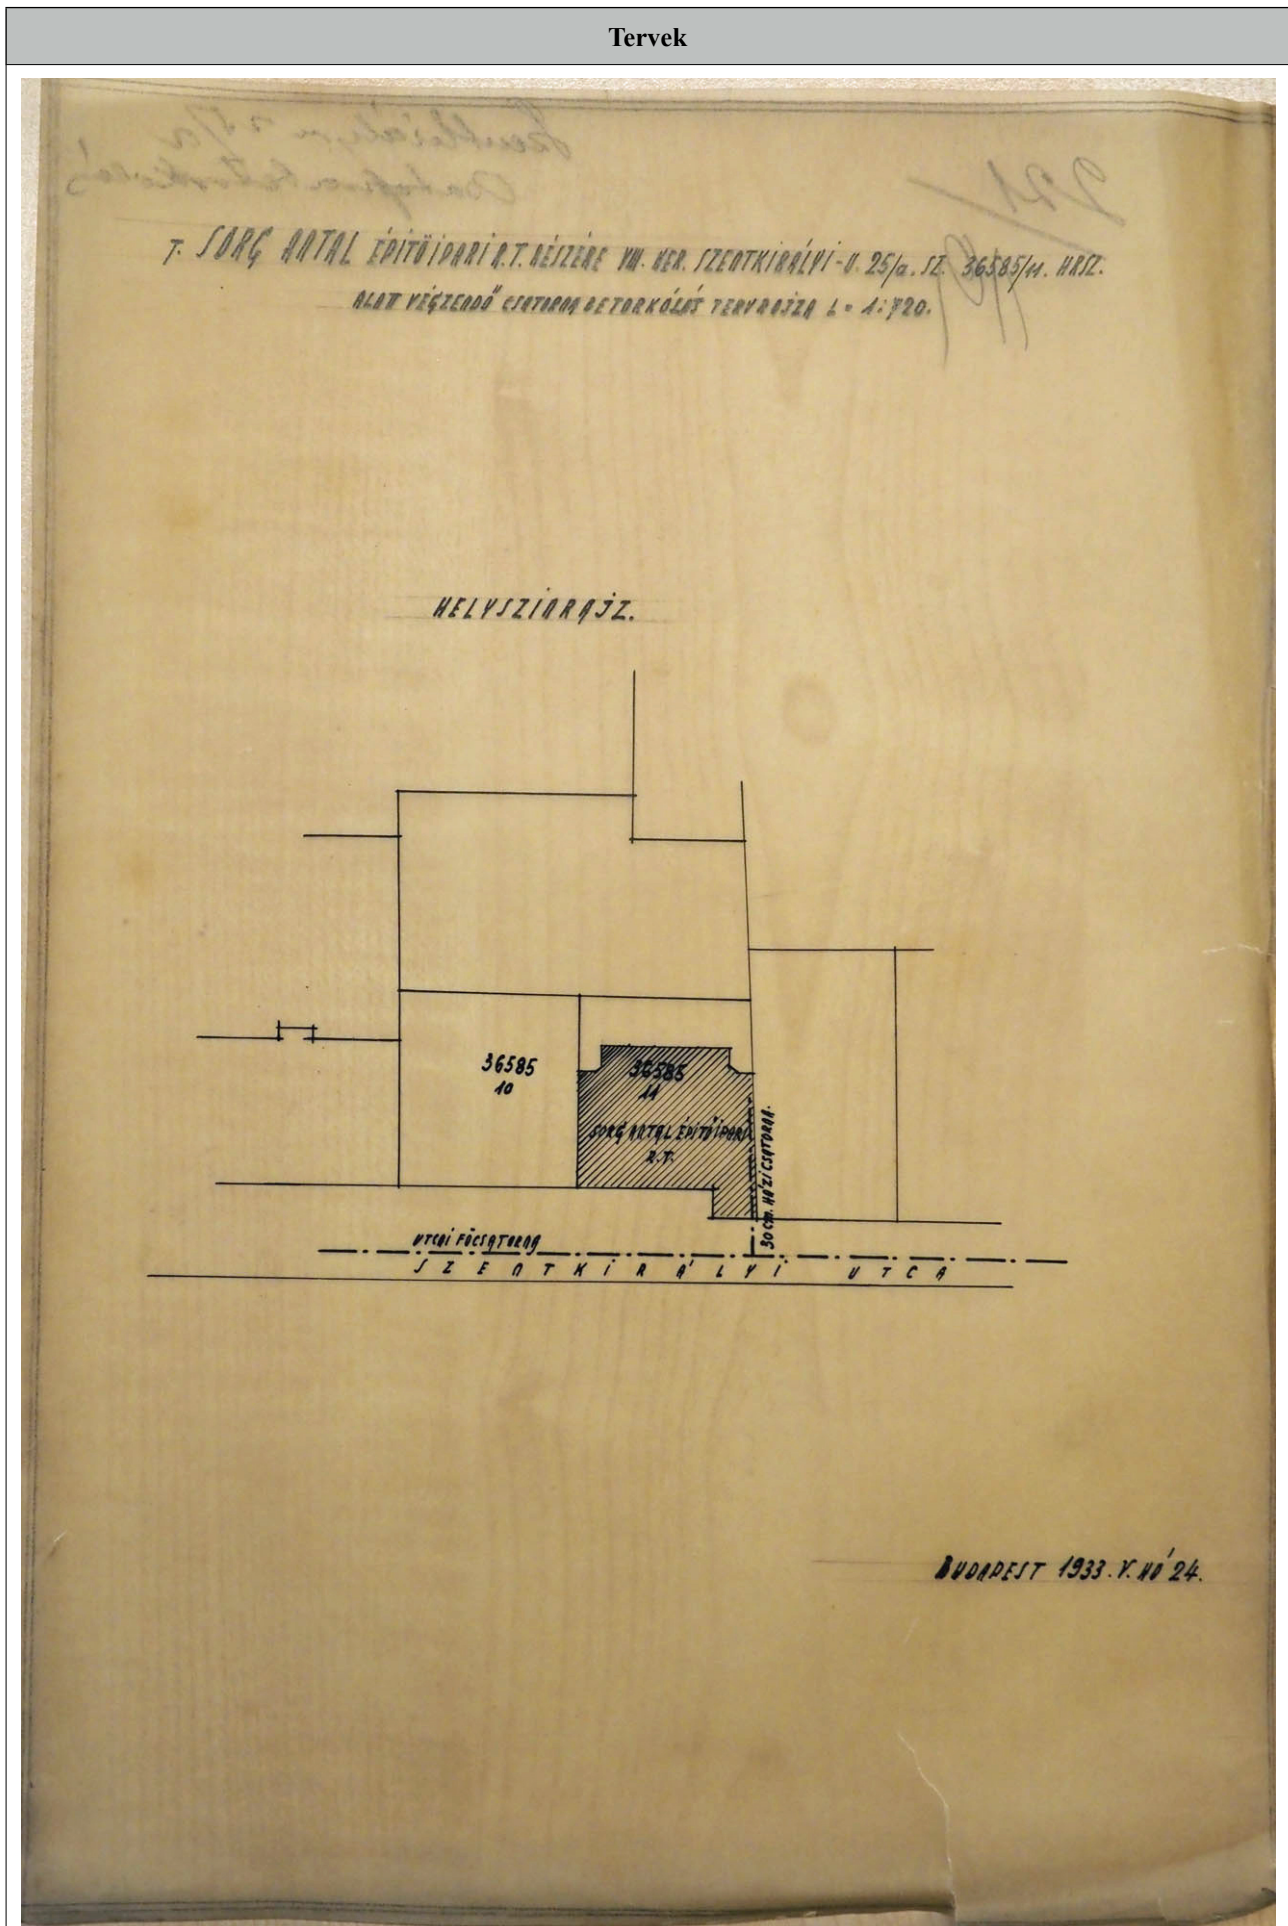 Tervek
T. SORG ANTAL ÉPITŐIPARI R.T. RÉSZÉRE VIII. KER. SZENTKIRÁLYI-U. 25/a. SZ. 36585/11. HRSZ.
ALATT VÉGZENDŐ CSATORNA BETORKOLÁS TERVRAJZA L = 1:720.
HELYSZINRAJZ.
36585
10
36585
11
SORG ANTAL ÉPITŐIPARI
R.T.
30 cm. HÁZI CSATORNA.
UTCAI FŐCSATORNA
SZENTKIRÁLYI UTCA
BUDAPEST 1933. V. HÓ 24.